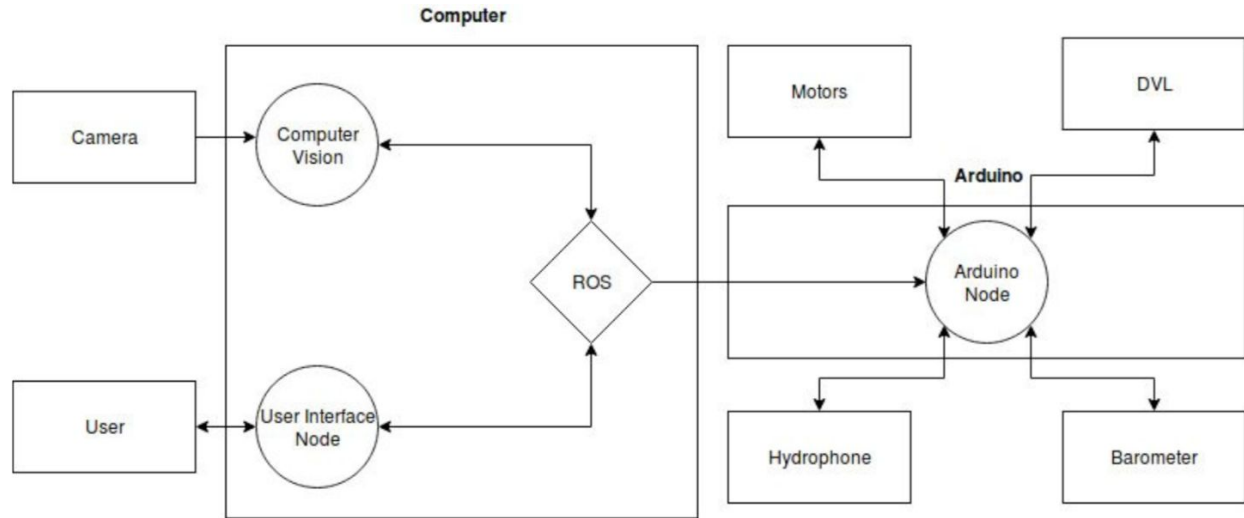 Computer
Motors
DVL
Camera
Computer
Vision
Arduino
ROS
Arduino
Node
User
User Interface
Node
Hydrophone
Barometer